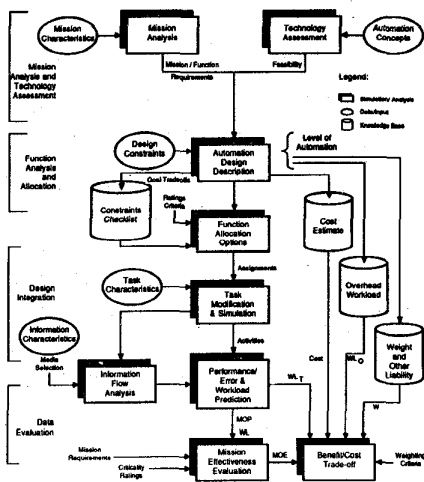 Mission
Characteristics
Mission
Analysis
Technology
Assessment
Automation
Concepts
Mission
Analysis and
Technology
Assessment
Mission / Function
Requirements
Feasibility
Legend:
Simulation/ Analysis
Data/Input
Knowledge Base
Function
Analysis
and
Allocation
Design
Constraints
Automation
Design
Description
Level of
Automation
Goal Tradeoffs
Constraints
Checklist
Ratings
Criteria
Function
Allocation
Options
Cost
Estimate
Assignments
Design
Integration
Task
Characteristics
Task
Modification
& Simulation
Overhead
Workload
Information
Characteristics
Media
Selection
Activities
Weight
and
Other
Liability
Information
Flow
Analysis
Performance/
Error &
Workload
Prediction
Cost
WL T
WL O
W
Data
Evaluation
MOP
WL
Mission
Requirements
Criticality
Ratings
Mission
Effectiveness
Evaluation
MOE
Benefit/Cost
Trade-off
Weighting
Criteria